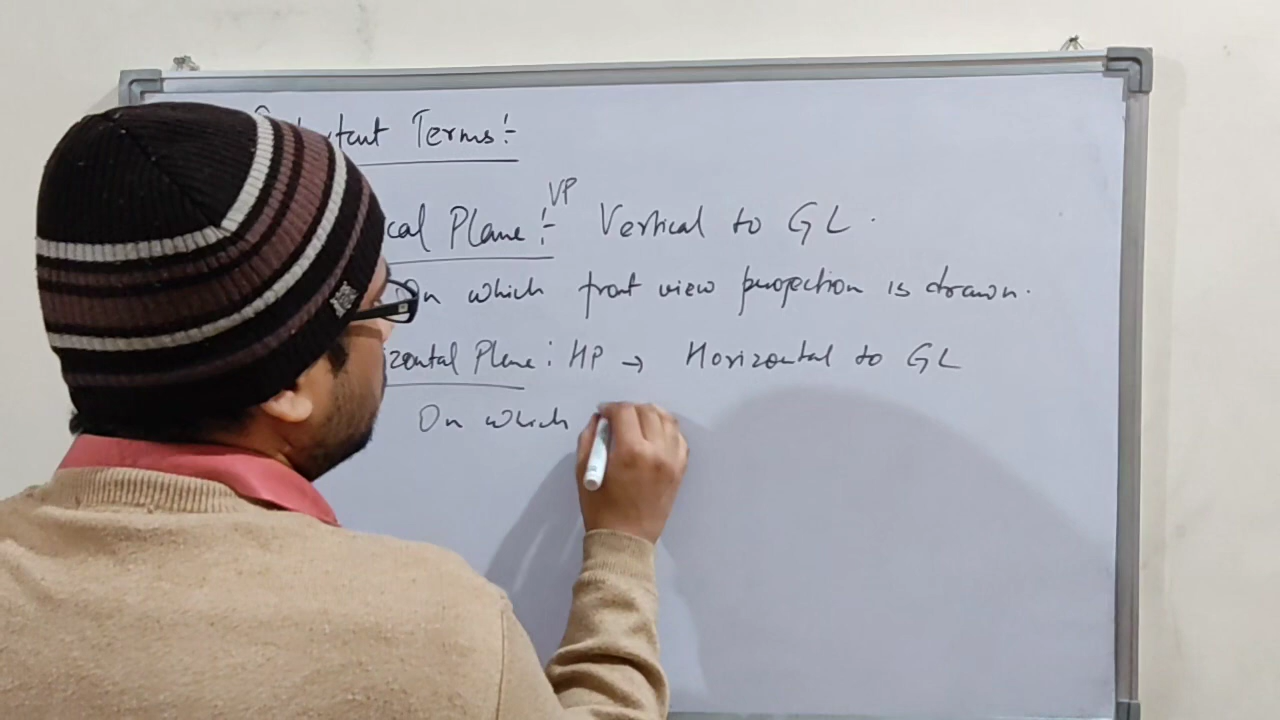 Terms:-
Plane:- VP Vertical to GL.
On which front view projection is drawn.
Plane: HP → Horizontal to GL
On which